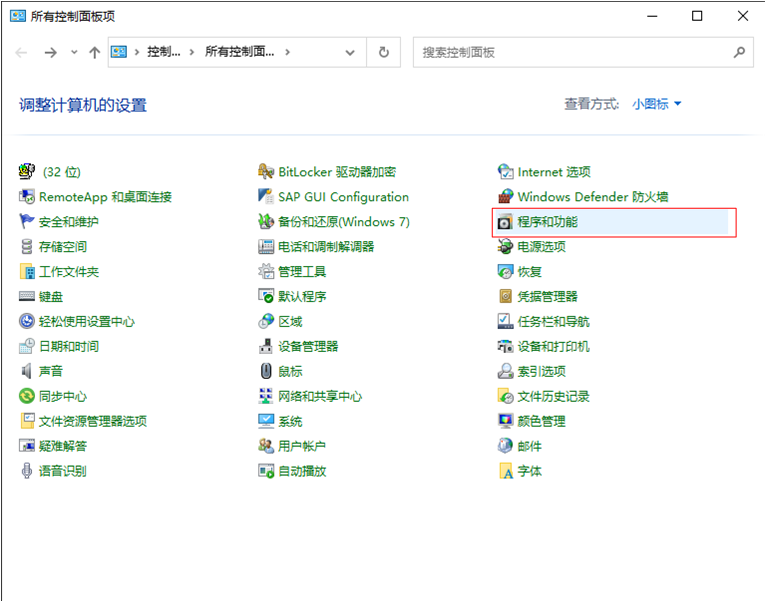 所有控制面板项
控制... 所有控制面... 搜索控制面板
调整计算机的设置
查看方式: 小图标
(32 位) BitLocker 驱动器加密 Internet 选项
RemoteApp 和桌面连接 SAP GUI Configuration Windows Defender 防火墙
安全和维护 备份和还原(Windows 7) 程序和功能
存储空间 电话和调制解调器 电源选项
工作文件夹 管理工具 恢复
键盘 默认程序 凭据管理器
轻松使用设置中心 区域 任务栏和导航
日期和时间 设备管理器 设备和打印机
声音 鼠标 索引选项
同步中心 网络和共享中心 文件历史记录
文件资源管理器选项 系统 颜色管理
疑难解答 用户帐户 邮件
语音识别 自动播放 字体